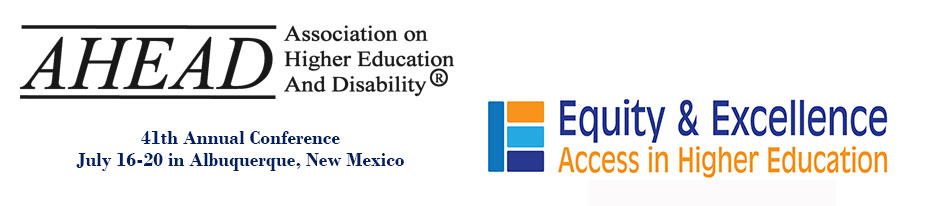 AHEAD
Association on
Higher Education
And Disability®
41th Annual Conference
July 16-20 in Albuquerque, New Mexico
Equity & Excellence
Access in Higher Education